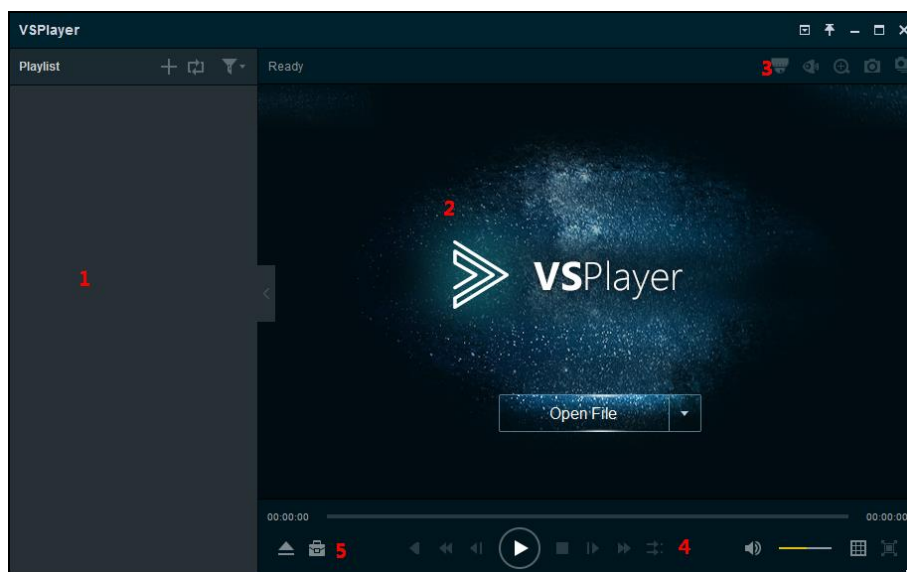 VSPlayer
Playlist
Ready
3
2
1
VSPlayer
Open File
00:00:00
00:00:00
5
4